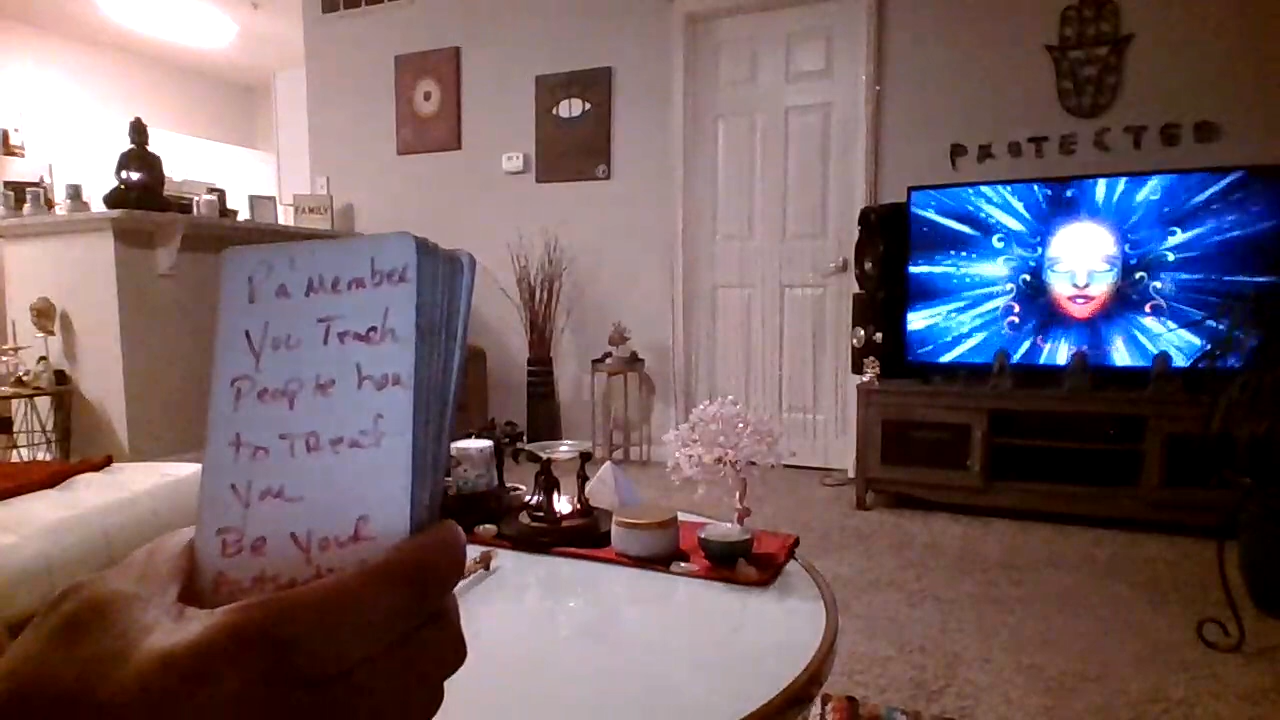 FAMILY
PROTECTED
a Member
You Teach
People how
to TReat
You
Be Your